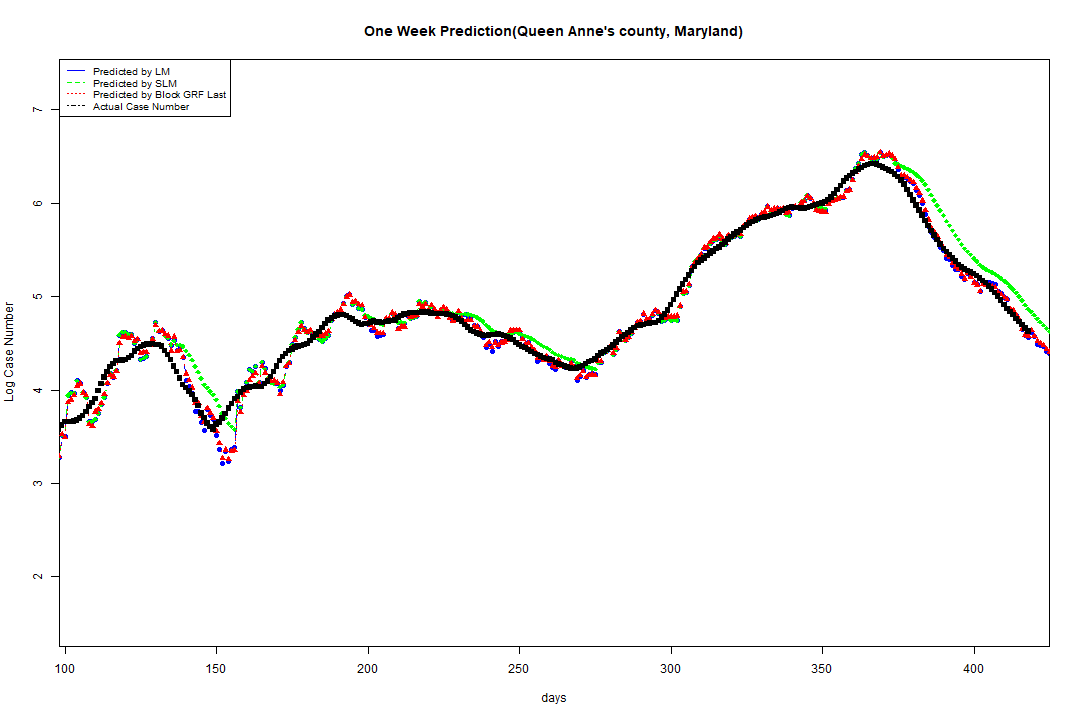 One Week Prediction(Queen Anne's county, Maryland)
Predicted by LM
Predicted by SLM
Predicted by Block GRF Last
Actual Case Number
7
6
5
4
3
2
Log Case Number
100 150 200 250 300 350 400
days